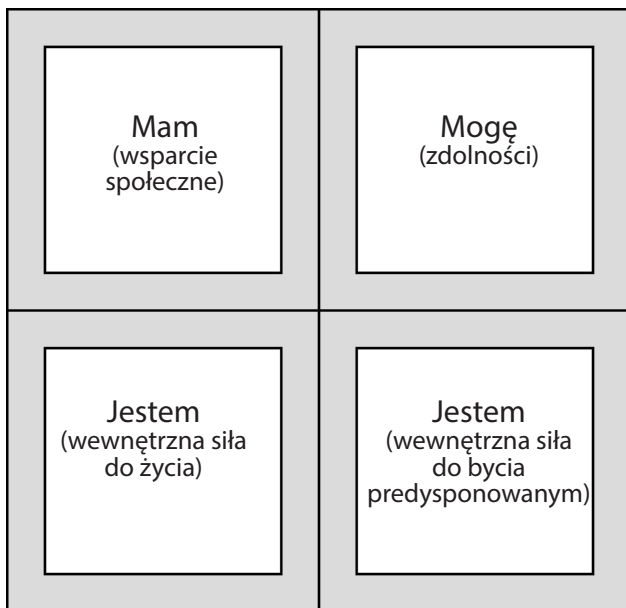 Mam
(wsparcie
społeczne)
Mogę
(zdolności)
Jestem
(wewnętrzna siła
do życia)
Jestem
(wewnętrzna siła
do bycia
predysponowanym)